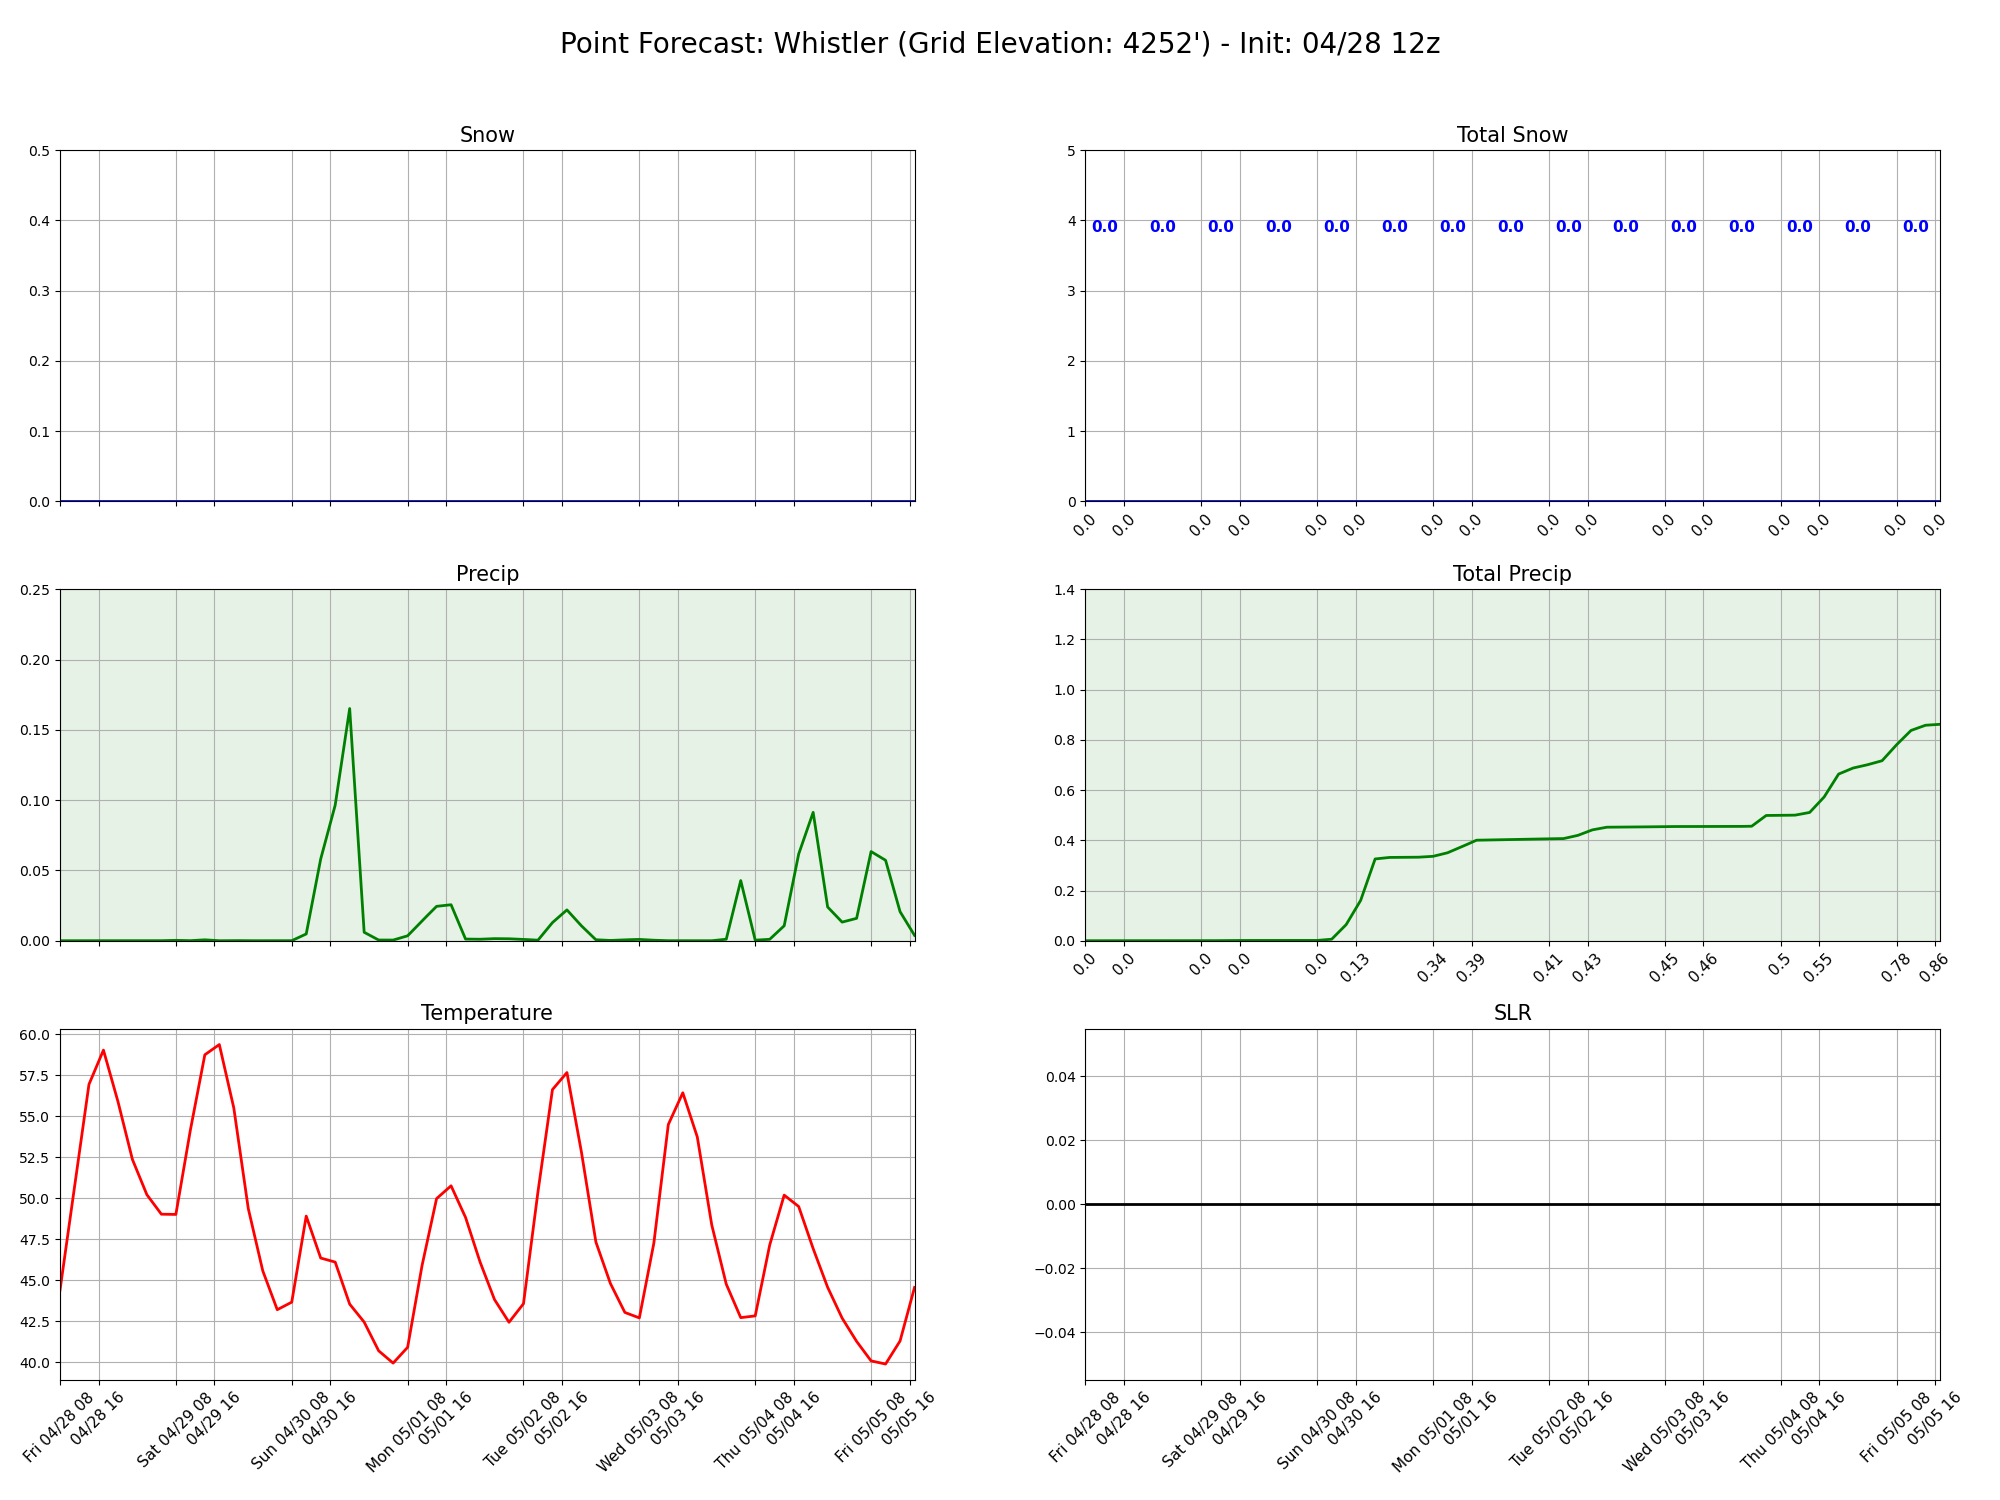 Point Forecast: Whistler (Grid Elevation: 4252') - Init: 04/28 12z
Snow
0.5
0.4
0.3
0.2
0.1
0.0
Total Snow
5
4
3
2
1
0
0.0 0.0 0.0 0.0 0.0 0.0 0.0 0.0 0.0 0.0 0.0 0.0 0.0 0.0 0.0
0.0 0.0 0.0 0.0 0.0 0.0 0.0 0.0 0.0 0.0 0.0 0.0 0.0 0.0 0.0 0.0
Precip
0.25
0.20
0.15
0.10
0.05
0.00
Total Precip
1.4
1.2
1.0
0.8
0.6
0.4
0.2
0.0
0.0 0.0 0.0 0.0 0.0 0.13 0.34 0.39 0.41 0.43 0.45 0.46 0.5 0.55 0.78 0.86
Temperature
60.0
57.5
55.0
52.5
50.0
47.5
45.0
42.5
40.0
Fri 04/28 08
04/28 16
Sat 04/29 08
04/29 16
Sun 04/30 08
04/30 16
Mon 05/01 08
05/01 16
Tue 05/02 08
05/02 16
Wed 05/03 08
05/03 16
Thu 05/04 08
05/04 16
Fri 05/05 08
05/05 16
SLR
0.04
0.02
0.00
−0.02
−0.04
Fri 04/28 08
04/28 16
Sat 04/29 08
04/29 16
Sun 04/30 08
04/30 16
Mon 05/01 08
05/01 16
Tue 05/02 08
05/02 16
Wed 05/03 08
05/03 16
Thu 05/04 08
05/04 16
Fri 05/05 08
05/05 16